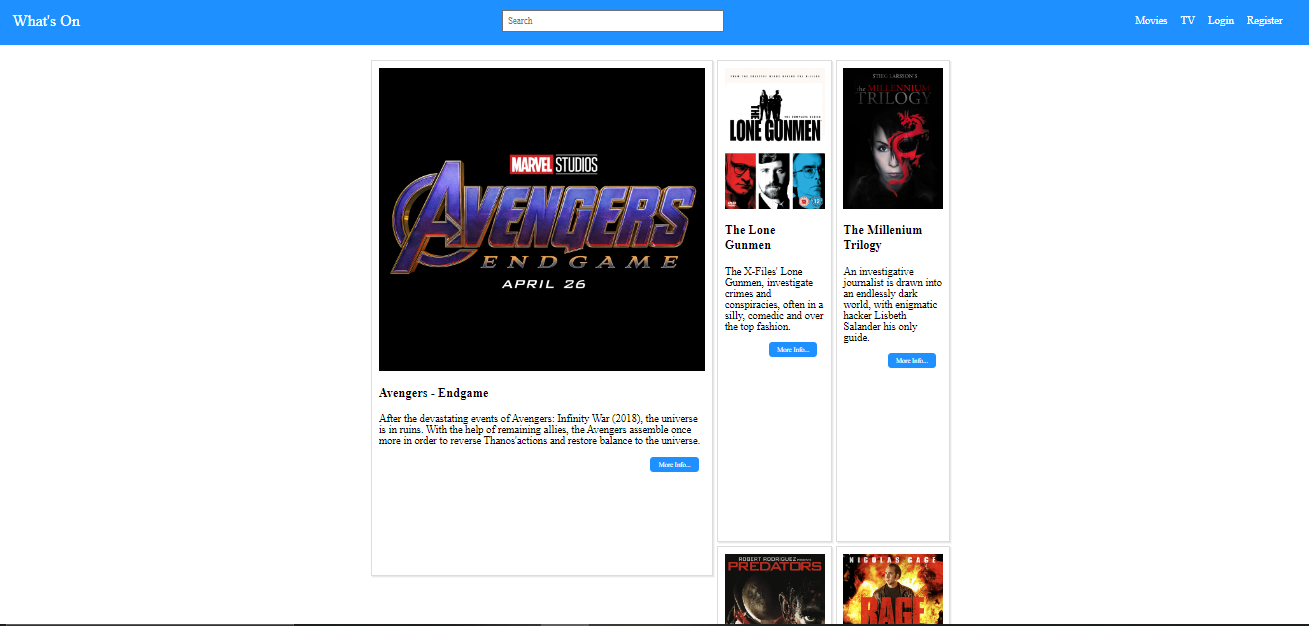 What's On
Search
Movies TV Login Register
MARVEL STUDIOS
AVENGERS
ENDGAME
APRIL 26
Avengers - Endgame
After the devastating events of Avengers: Infinity War (2018), the universe
is in ruins. With the help of remaining allies, the Avengers assemble once
more in order to reverse Thanos'actions and restore balance to the universe.
More Info...
THE
LONE GUNMEN
The Lone
Gunmen
The X-Files' Lone
Gunmen, investigate
crimes and
conspiracies, often in a
silly, comedic and over
the top fashion.
More Info...
STIEG LARSSON'S
the MILLENNIUM
TRILOGY
The Millenium
Trilogy
An investigative
journalist is drawn into
an endlessly dark
world, with enigmatic
hacker Lisbeth
Salander his only
guide.
More Info...
ROBERT RODRIGUEZ
PREDATORS
NICOLAS CAGE
RAGE